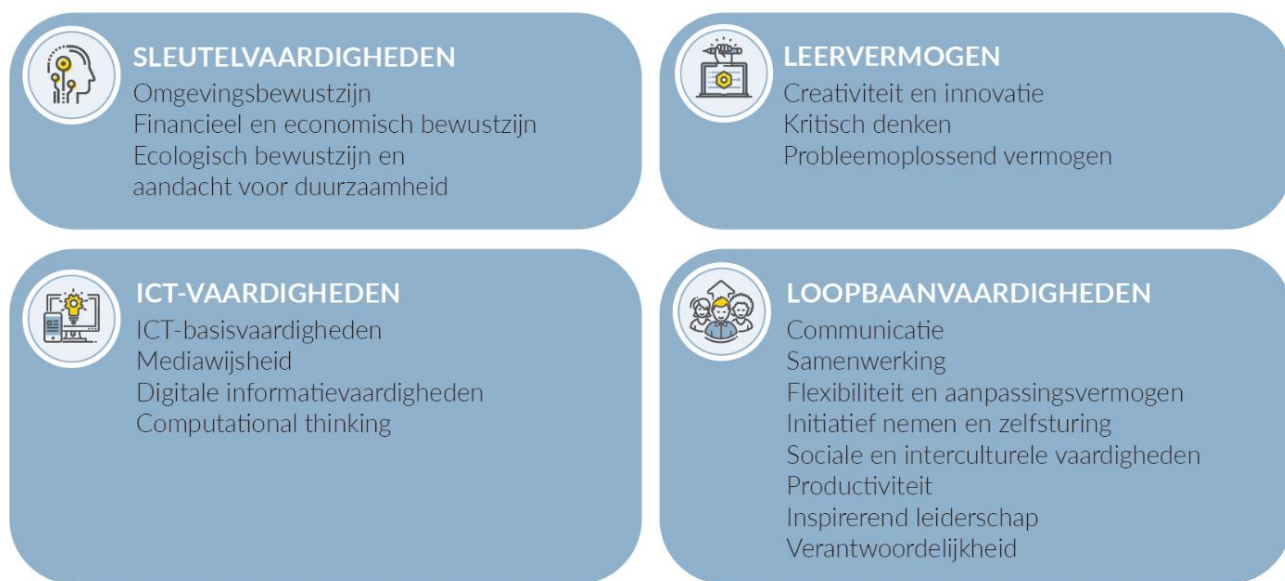 SLEUTELVAARDIGHEDEN
Omgevingsbewustzijn
Financieel en economisch bewustzijn
Ecologisch bewustzijn en
aandacht voor duurzaamheid
LEERVERMOGEN
Creativiteit en innovatie
Kritisch denken
Probleemoplossend vermogen
ICT-VAARDIGHEDEN
ICT-basisvaardigheden
Mediawijsheid
Digitale informatievaardigheden
Computational thinking
LOOPBAANVAARDIGHEDEN
Communicatie
Samenwerking
Flexibiliteit en aanpassingsvermogen
Initiatief nemen en zelfsturing
Sociale en interculturele vaardigheden
Productiviteit
Inspirerend leiderschap
Verantwoordelijkheid